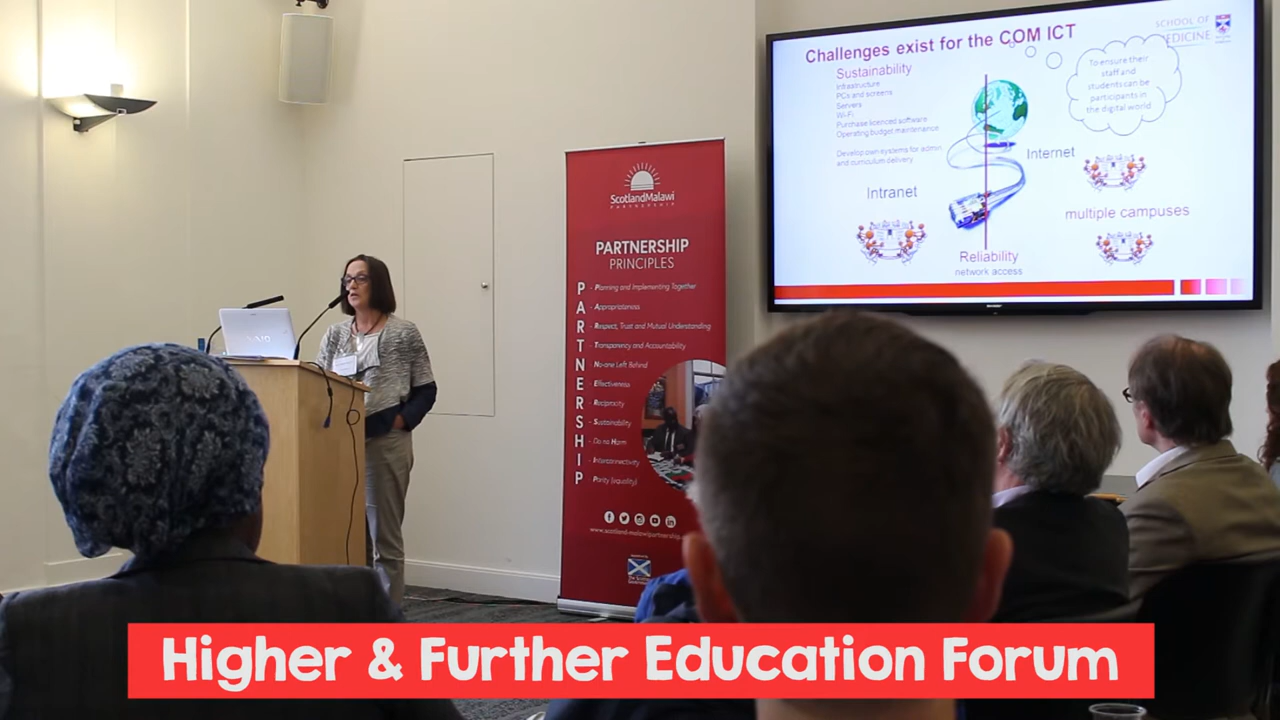 Challenges exist for the COM ICT
SCHOOL OF
MEDICINE
Sustainability
Infrastructure
PCs and screens
Servers
Wi-Fi
Purchase licenced software
Operating budget maintenance
Develop own systems for admin
and curriculum delivery
To ensure their
staff and
students can be
participants in
the digital world
Internet
Intranet
multiple campuses
Reliability
network access
ScotlandMalawi
PARTNERSHIP
PARTNERSHIP
PRINCIPLES
PARTNERSHIP
- Planning and Implementing Together
- Appropriateness
- Respect, Trust and Mutual Understanding
- Transparency and Accountability
- No-one Left Behind
- Effectiveness
- Reciprocity
- Sustainability
- Do no Harm
- Interconnectivity
- Parity (equality)
www.scotland-malawipartnership.
VAIO
Higher & Further Education Forum